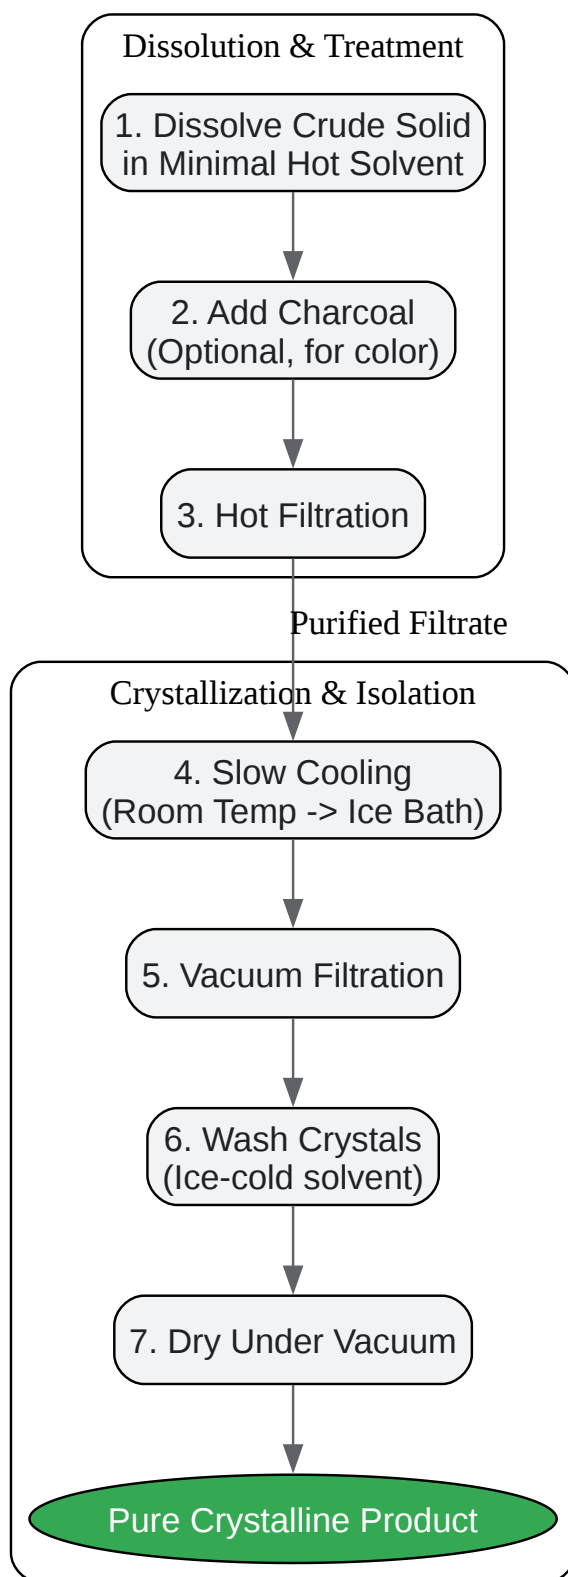 Dissolution & Treatment
1. Dissolve Crude Solid
in Minimal Hot Solvent
2. Add Charcoal
(Optional, for color)
3. Hot Filtration
Purified Filtrate
Crystallization & Isolation
4. Slow Cooling
(Room Temp -> Ice Bath)
5. Vacuum Filtration
6. Wash Crystals
(Ice-cold solvent)
7. Dry Under Vacuum
Pure Crystalline Product